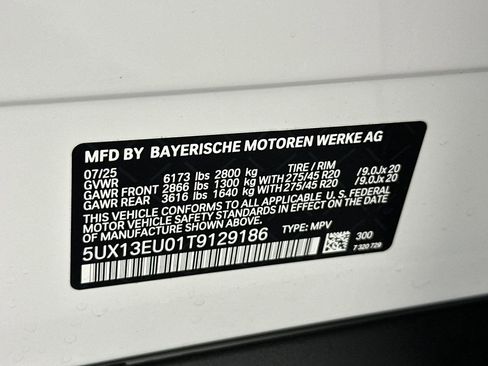 MFD BY BAYERISCHE MOTOREN WERKE AG
07/25 6173 lbs 2800 kg TIRE / RIM
GVWR
GAWR FRONT 2866 lbs 1300 kg WITH 275/45 R20 /9.0Jx20
GAWR REAR 3616 lbs 1640 kg WITH 275/45 R20 /9.0Jx20
THIS VEHICLE CONFORMS TO ALL APPLICABLE U.S. FEDERAL
MOTOR VEHICLE SAFETY STANDARDS IN EFFECT ON THE DATE
OF MANUFACTURE SHOWN ABOVE.
5UX13EU01T9129186 TYPE: MPV
300
7 320 729